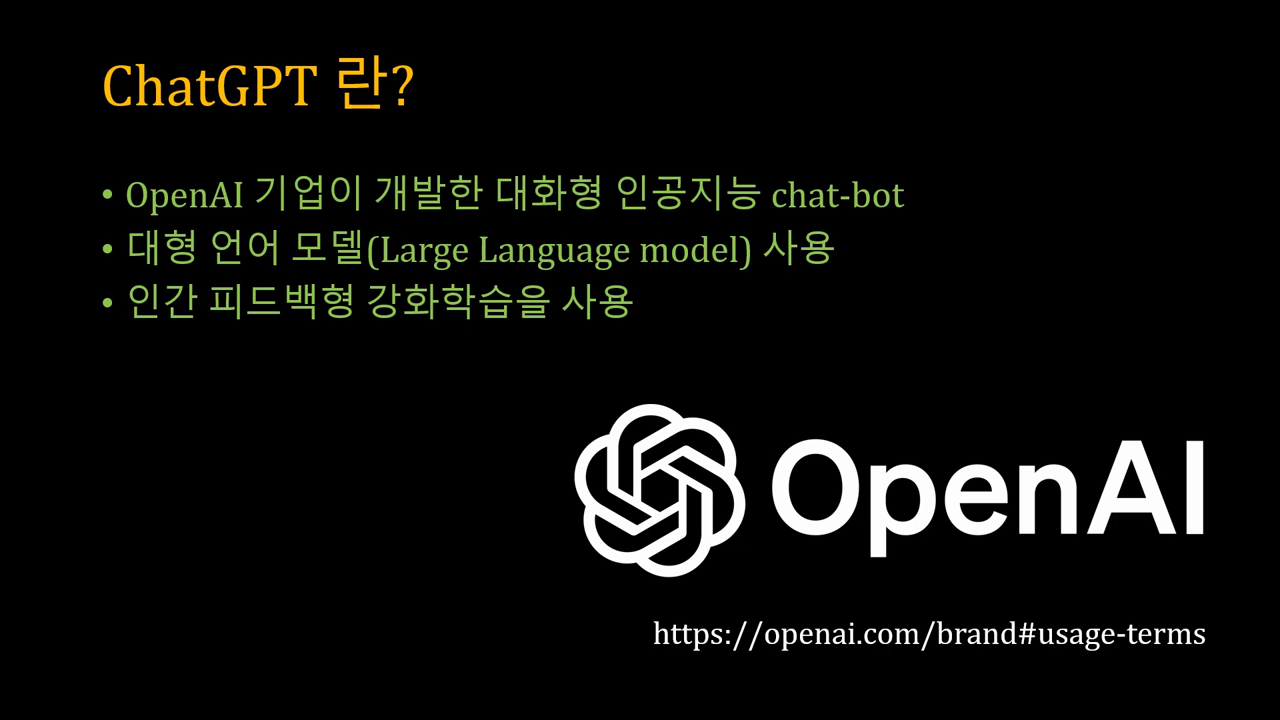 ChatGPT 란?
• OpenAI 기업이 개발한 대화형 인공지능 chat-bot
• 대형 언어 모델(Large Language model) 사용
• 인간 피드백형 강화학습을 사용
OpenAI
https://openai.com/brand#usage-terms